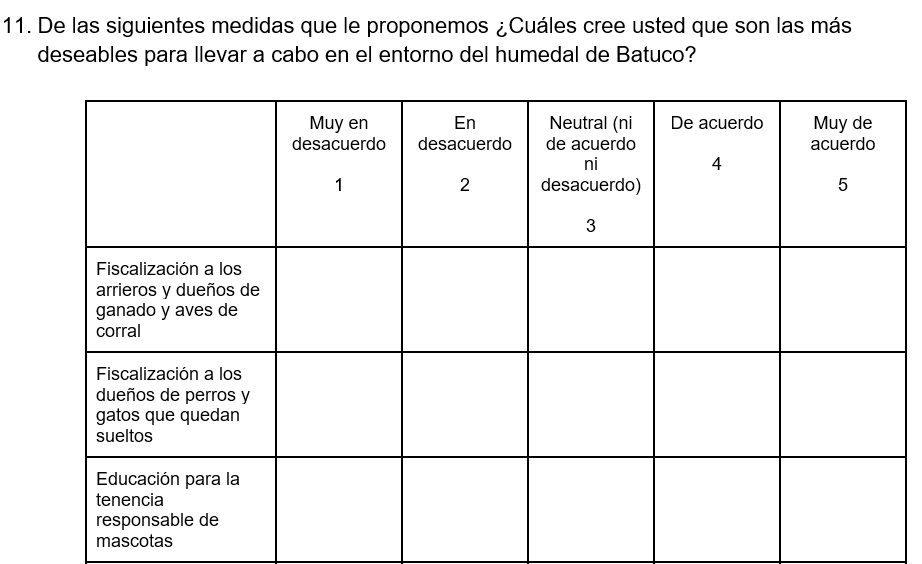 11. De las siguientes medidas que le proponemos ¿Cuáles cree usted que son las más
deseables para llevar a cabo en el entorno del humedal de Batuco?
Muy en
desacuerdo
1
En
desacuerdo
2
Neutral (ni
de acuerdo
ni
desacuerdo)
3
De acuerdo
4
Muy de
acuerdo
5
Fiscalización a los
arrieros y dueños de
ganado y aves de
corral
Fiscalización a los
dueños de perros y
gatos que quedan
sueltos
Educación para la
tenencia
responsable de
mascotas